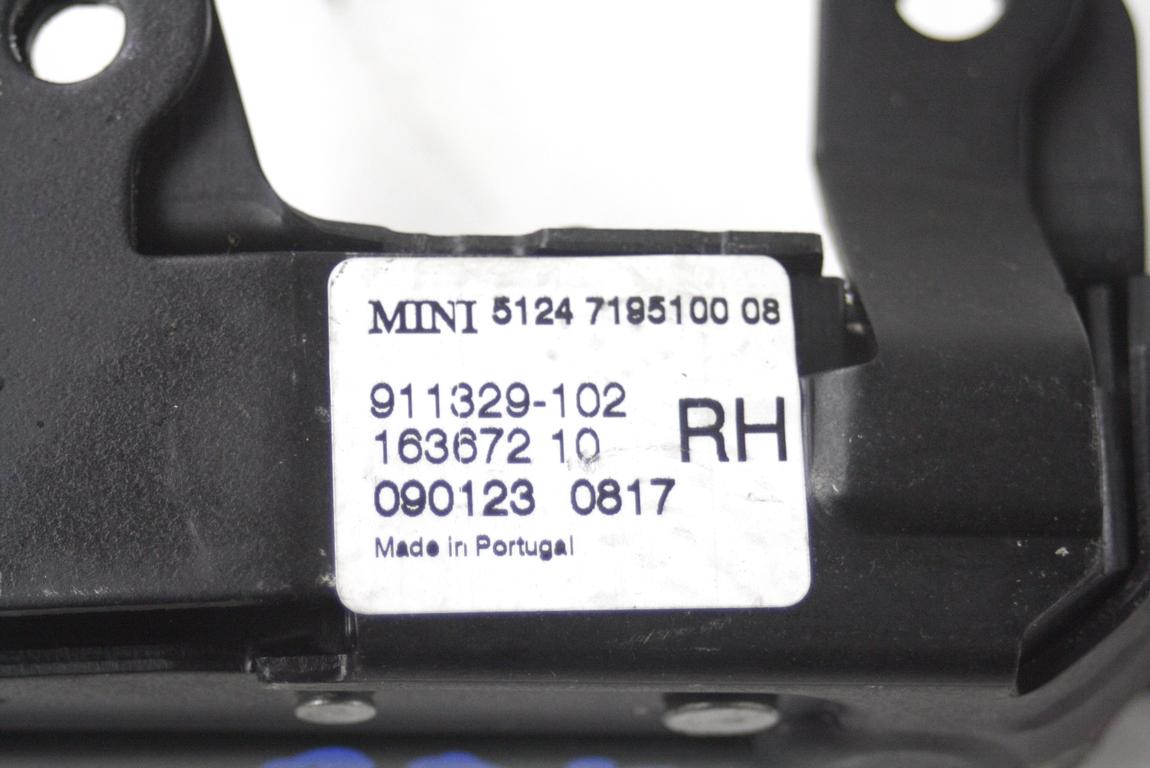 MINI 5124 7195100 08
911329-102
163672 10 RH
090123 0817
Made in Portugal